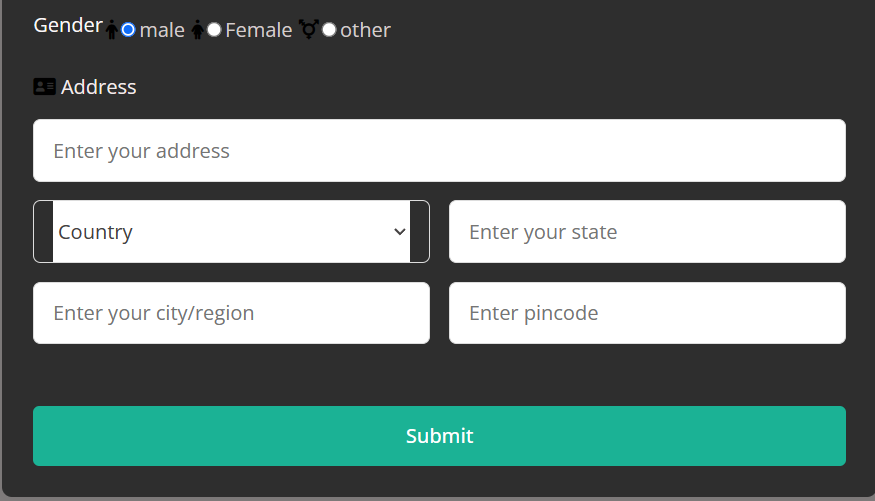 Gender male Female other
Address
Enter your address
Country Enter your state
Enter your city/region Enter pincode
Submit